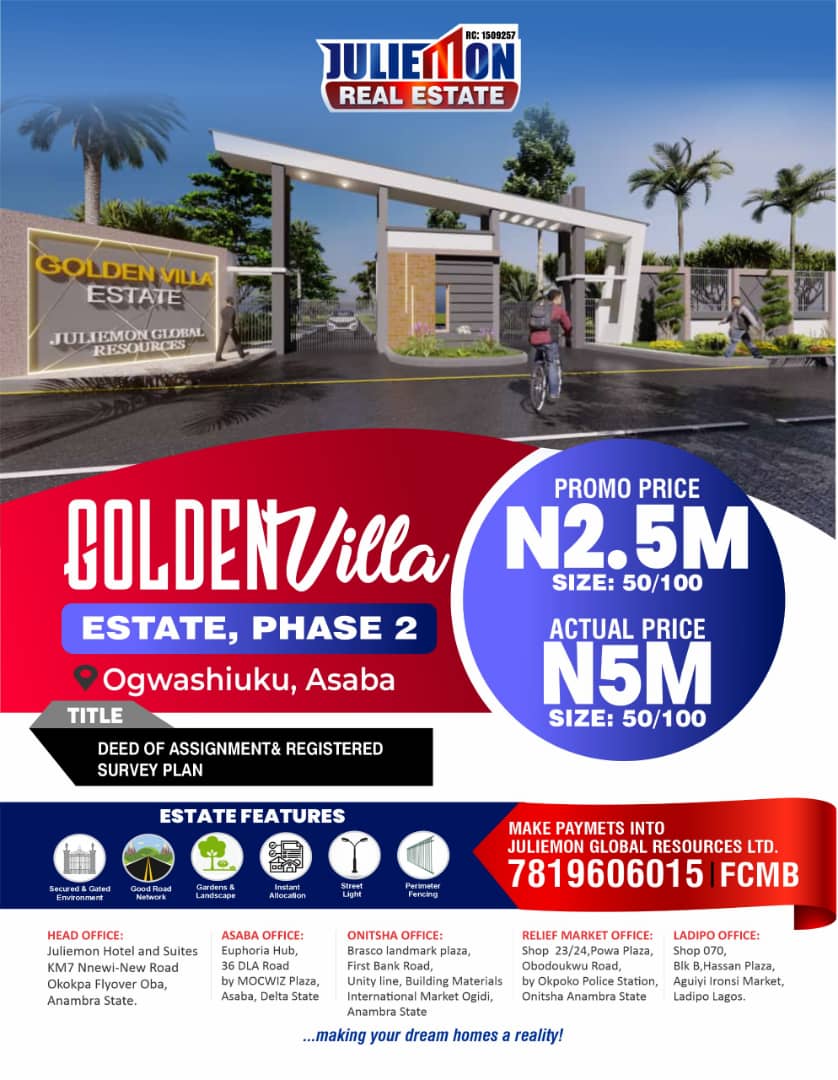 RC: 1509257
JULIEMON
REAL ESTATE
GOLDEN VILLA
ESTATE
JULIEMON GLOBAL
RESOURCES
GOLDEN Villa
ESTATE, PHASE 2
Ogwashiuku, Asaba
PROMO PRICE
N2.5M
SIZE: 50/100
ACTUAL PRICE
N5M
SIZE: 50/100
TITLE
DEED OF ASSIGNMENT& REGISTERED
SURVEY PLAN
ESTATE FEATURES
Secured & Gated
Environment
Good Road
Network
Gardens &
Landscape
Instant
Allocation
Street
Light
Perimeter
Fencing
MAKE PAYMETS INTO
JULIEMON GLOBAL RESOURCES LTD.
7819606015 | FCMB
HEAD OFFICE:
Juliemon Hotel and Suites
KM7 Nnewi-New Road
Okokpa Flyover Oba,
Anambra State.
ASABA OFFICE:
Euphoria Hub,
36 DLA Road
by MOCWIZ Plaza,
Asaba, Delta State
ONITSHA OFFICE:
Brasco landmark plaza,
First Bank Road,
Unity line, Building Materials
International Market Ogidi,
Anambra State
RELIEF MARKET OFFICE:
Shop 23/24,Powa Plaza,
Obodoukwu Road,
by Okpoko Police Station,
Onitsha Anambra State
LADIPO OFFICE:
Shop 070,
Blk B,Hassan Plaza,
Aguiyi Ironsi Market,
Ladipo Lagos.
...making your dream homes a reality!